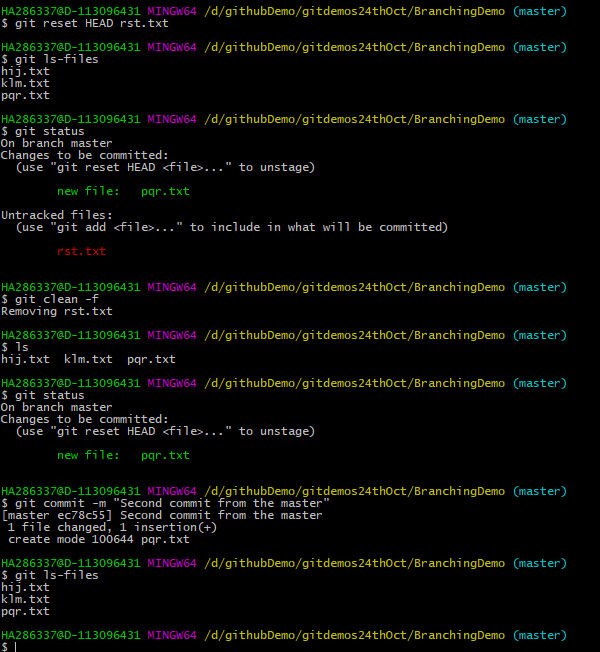 HA286337@D-113096431 MINGW64 /d/githubDemo/gitdemos24thOct/BranchingDemo (master)
$ git reset HEAD rst.txt
HA286337@D-113096431 MINGW64 /d/githubDemo/gitdemos24thOct/BranchingDemo (master)
$ git ls-files
hij.txt
klm.txt
pqr.txt
HA286337@D-113096431 MINGW64 /d/githubDemo/gitdemos24thOct/BranchingDemo (master)
$ git status
On branch master
Changes to be committed:
  (use "git reset HEAD <file>..." to unstage)
        new file:   pqr.txt
Untracked files:
  (use "git add <file>..." to include in what will be committed)
        rst.txt
HA286337@D-113096431 MINGW64 /d/githubDemo/gitdemos24thOct/BranchingDemo (master)
$ git clean -f
Removing rst.txt
HA286337@D-113096431 MINGW64 /d/githubDemo/gitdemos24thOct/BranchingDemo (master)
$ ls
hij.txt  klm.txt  pqr.txt
HA286337@D-113096431 MINGW64 /d/githubDemo/gitdemos24thOct/BranchingDemo (master)
$ git status
On branch master
Changes to be committed:
  (use "git reset HEAD <file>..." to unstage)
        new file:   pqr.txt
HA286337@D-113096431 MINGW64 /d/githubDemo/gitdemos24thOct/BranchingDemo (master)
$ git commit -m "Second commit from the master"
[master ec78c55] Second commit from the master
 1 file changed, 1 insertion(+)
 create mode 100644 pqr.txt
HA286337@D-113096431 MINGW64 /d/githubDemo/gitdemos24thOct/BranchingDemo (master)
$ git ls-files
hij.txt
klm.txt
pqr.txt
HA286337@D-113096431 MINGW64 /d/githubDemo/gitdemos24thOct/BranchingDemo (master)
$